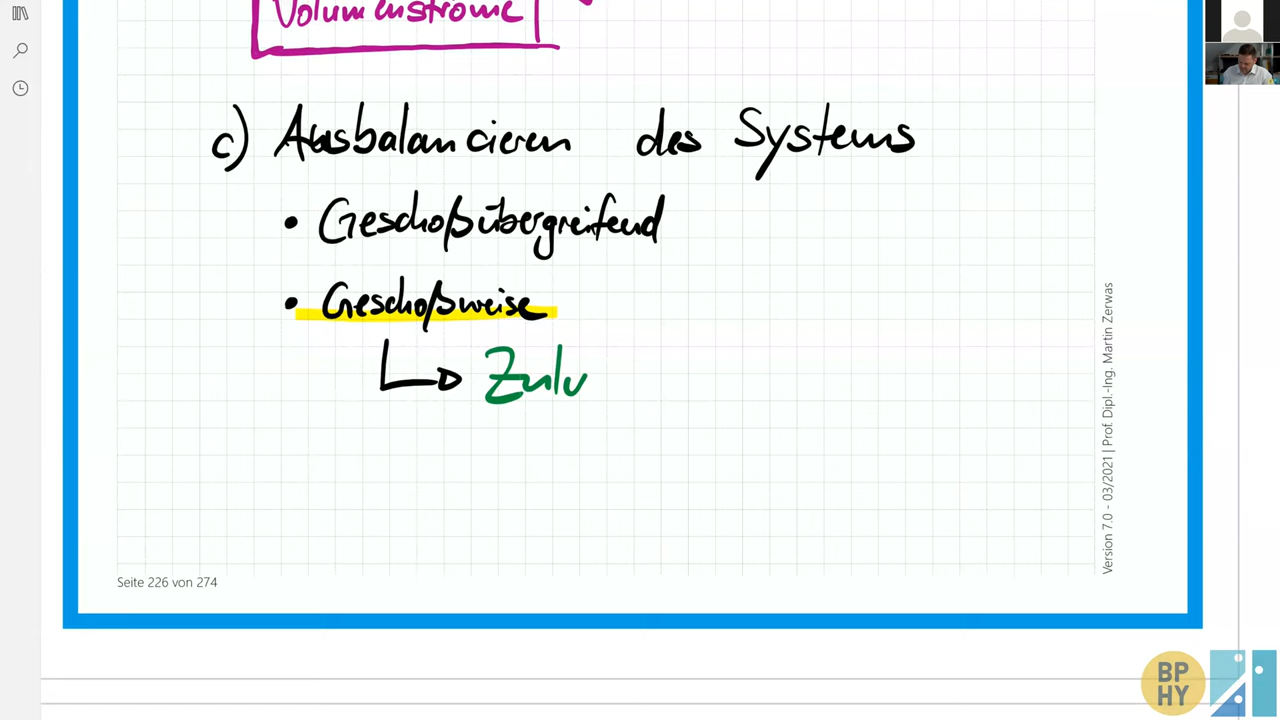 Volumenströme
c) Ausbalancieren des Systems
• Geschoßübergreifend
• Geschoßweise
Zulu
Seite 226 von 274
Version 7.0 - 03/2021 | Prof. Dipl.-Ing. Martin Zerwas
BP
HY